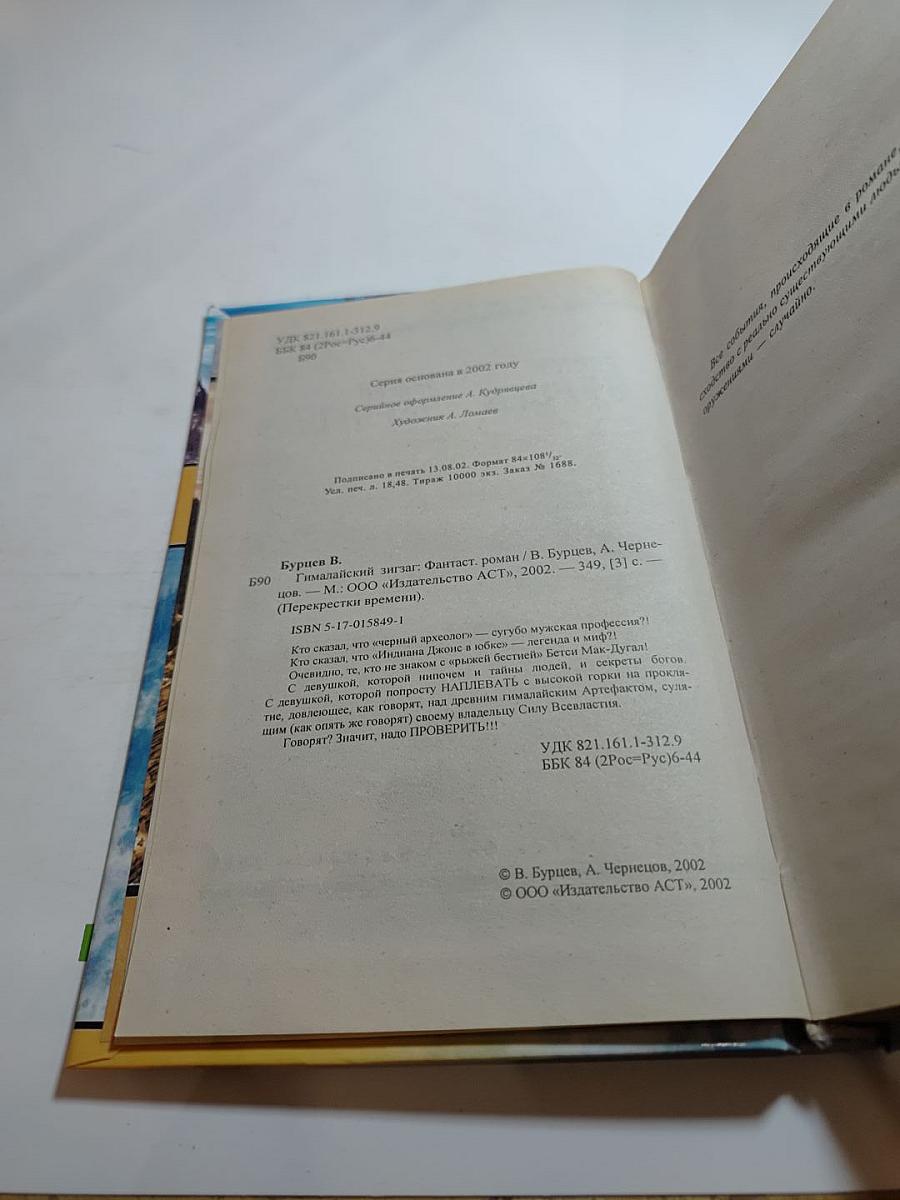 УДК 821.161.1-312.9
ББК 84 (2Рос=Рус)6-44
Б90
Серия основана в 2002 году
Серийное оформление А. Кудрявцева
Художник А. Ломаев
Подписано в печать 13.08.02. Формат 84×108¹/₃₂.
Усл. печ. л. 18,48. Тираж 10000 экз. Заказ № 1688.
Бурцев В.
Б90 Гималайский зигзаг: Фантаст. роман / В. Бурцев, А. Черне-
цов. — М.: ООО «Издательство АСТ», 2002. — 349, [3] с. —
(Перекрестки времени).
ISBN 5-17-015849-1
Кто сказал, что «черный археолог» — сугубо мужская профессия?!
Кто сказал, что «Индиана Джонс в юбке» — легенда и миф?!
Очевидно, те, кто не знаком с «рыжей бестией» Бетси Мак-Дугал!
С девушкой, которой нипочем и тайны людей, и секреты богов.
С девушкой, которой попросту НАПЛЕВАТЬ с высокой горки на прокля-
тие, довлеющее, как говорят, над древним гималайским Артефактом, суля-
щим (как опять же говорят) своему владельцу Силу Всевластия.
Говорят? Значит, надо ПРОВЕРИТЬ!!!
УДК 821.161.1-312.9
ББК 84 (2Рос=Рус)6-44
© В. Бурцев, А. Чернецов, 2002
© ООО «Издательство АСТ», 2002
Все события, происходящие в романе,
сходство с реально существующими
оружениями — случайно.